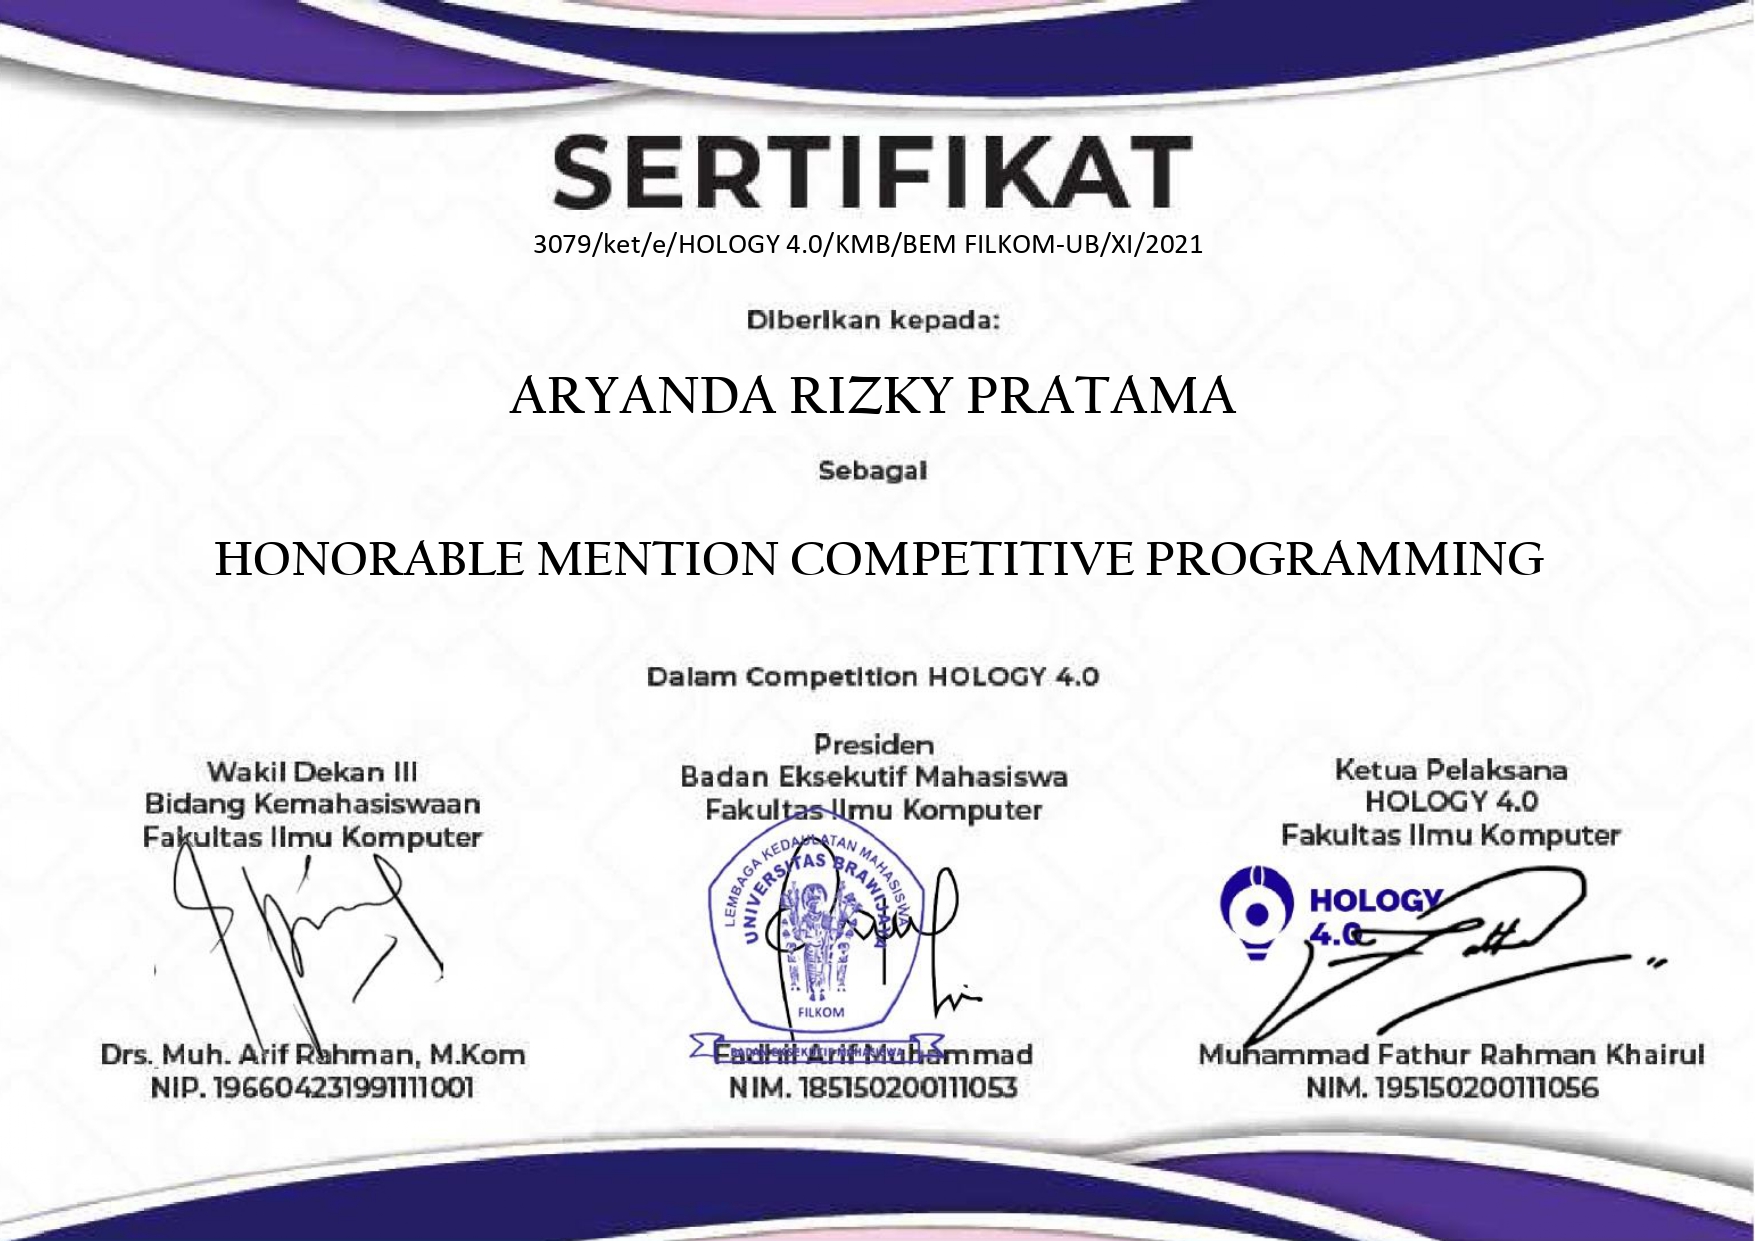 SERTIFIKAT
3079/ket/e/HOLOGY 4.0/KMB/BEM FILKOM-UB/XI/2021
Diberikan kepada:
ARYANDA RIZKY PRATAMA
Sebagai
HONORABLE MENTION COMPETITIVE PROGRAMMING
Dalam Competition HOLOGY 4.0
Wakil Dekan III
Bidang Kemahasiswaan
Fakultas Ilmu Komputer
Drs. Muh. Arif Rahman, M.Kom
NIP. 196604231991111001
Presiden
Badan Eksekutif Mahasiswa
Fakultas Ilmu Komputer
LEMBAGA KEDAULATAN MAHASISWA
UNIVERSITAS BRAWIJAYA
FILKOM
BADAN EKSEKUTIF MAHASISWA
Fadhil Arif Muhammad
NIM. 185150200111053
Ketua Pelaksana
HOLOGY 4.0
Fakultas Ilmu Komputer
HOLOGY
4.0
Muhammad Fathur Rahman Khairul
NIM. 195150200111056